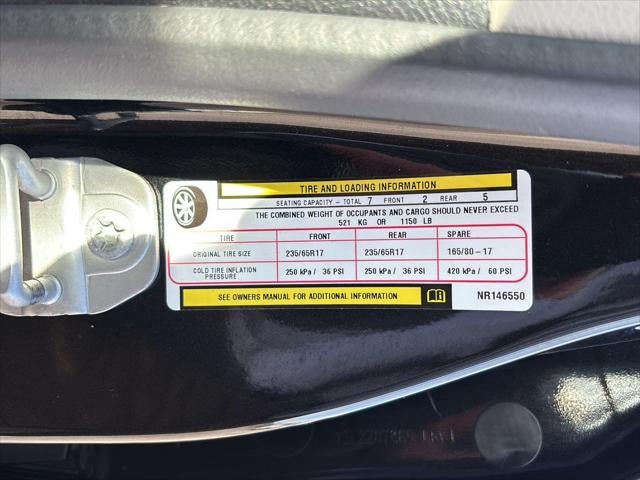 TIRE AND LOADING INFORMATION
SEATING CAPACITY – TOTAL 7 FRONT 2 REAR 5
THE COMBINED WEIGHT OF OCCUPANTS AND CARGO SHOULD NEVER EXCEED
521 KG OR 1150 LB
TIRE FRONT REAR SPARE
ORIGINAL TIRE SIZE 235/65R17 235/65R17 165/80-17
COLD TIRE INFLATION PRESSURE 250 kPa / 36 PSI 250 kPa / 36 PSI 420 kPa / 60 PSI
SEE OWNERS MANUAL FOR ADDITIONAL INFORMATION NR146550